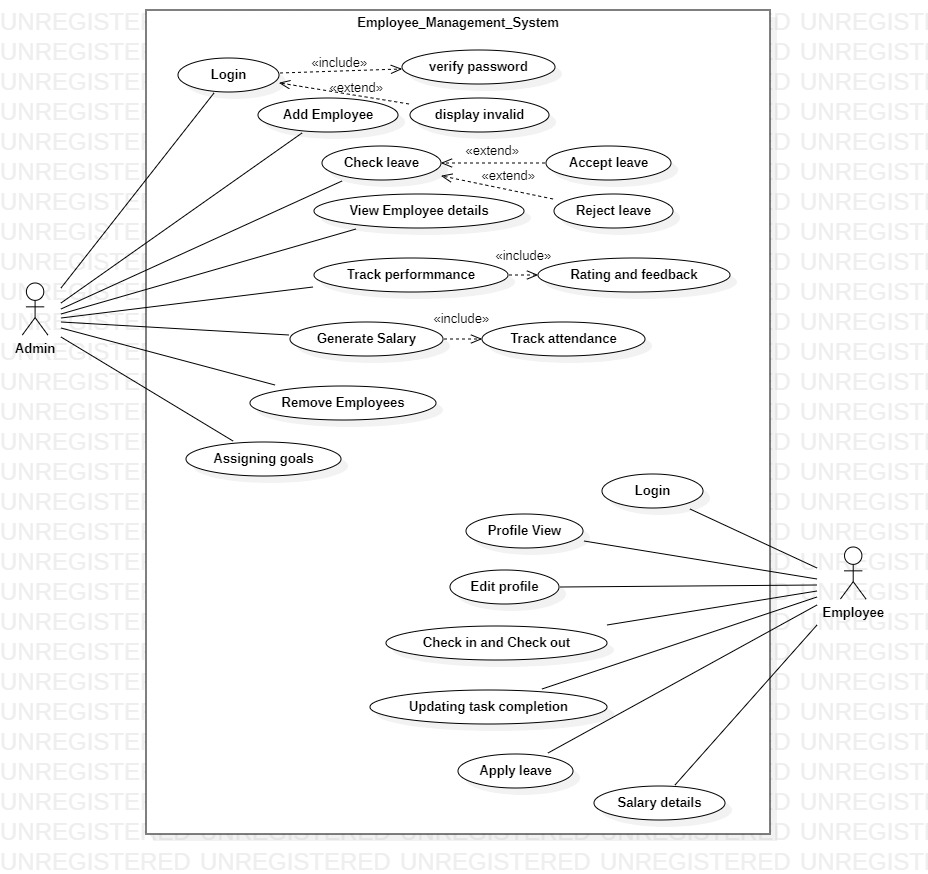 Employee_Management_System
Login
«include»
verify password
«extend»
Add Employee
display invalid
Check leave
«extend»
Accept leave
«extend»
View Employee details
Reject leave
Track performmance
«include»
Rating and feedback
Admin
Generate Salary
«include»
Track attendance
Remove Employees
Assigning goals
Login
Profile View
Edit profile
Employee
Check in and Check out
Updating task completion
Apply leave
Salary details
UNREGISTERED UNREGISTERED UNREGISTERED UNREGISTERED UNREGISTERED